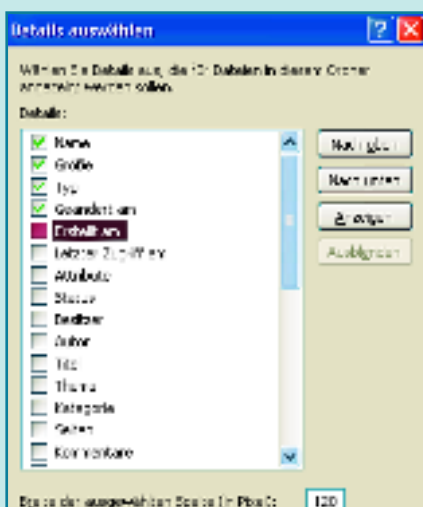 Details auswählen
Wählen Sie Details aus, die für Dateien in diesem Ordner
angezeigt werden sollen.
Details:
Name
Größe
Typ
Geändert am
Erstellt am
Letzter Zugriff am
Attribute
Status
Besitzer
Autor
Titel
Thema
Kategorie
Seiten
Kommentare
Nach oben
Nach unten
Anzeigen
Ausblenden
Breite der ausgewählten Spalte (in Pixel): 120